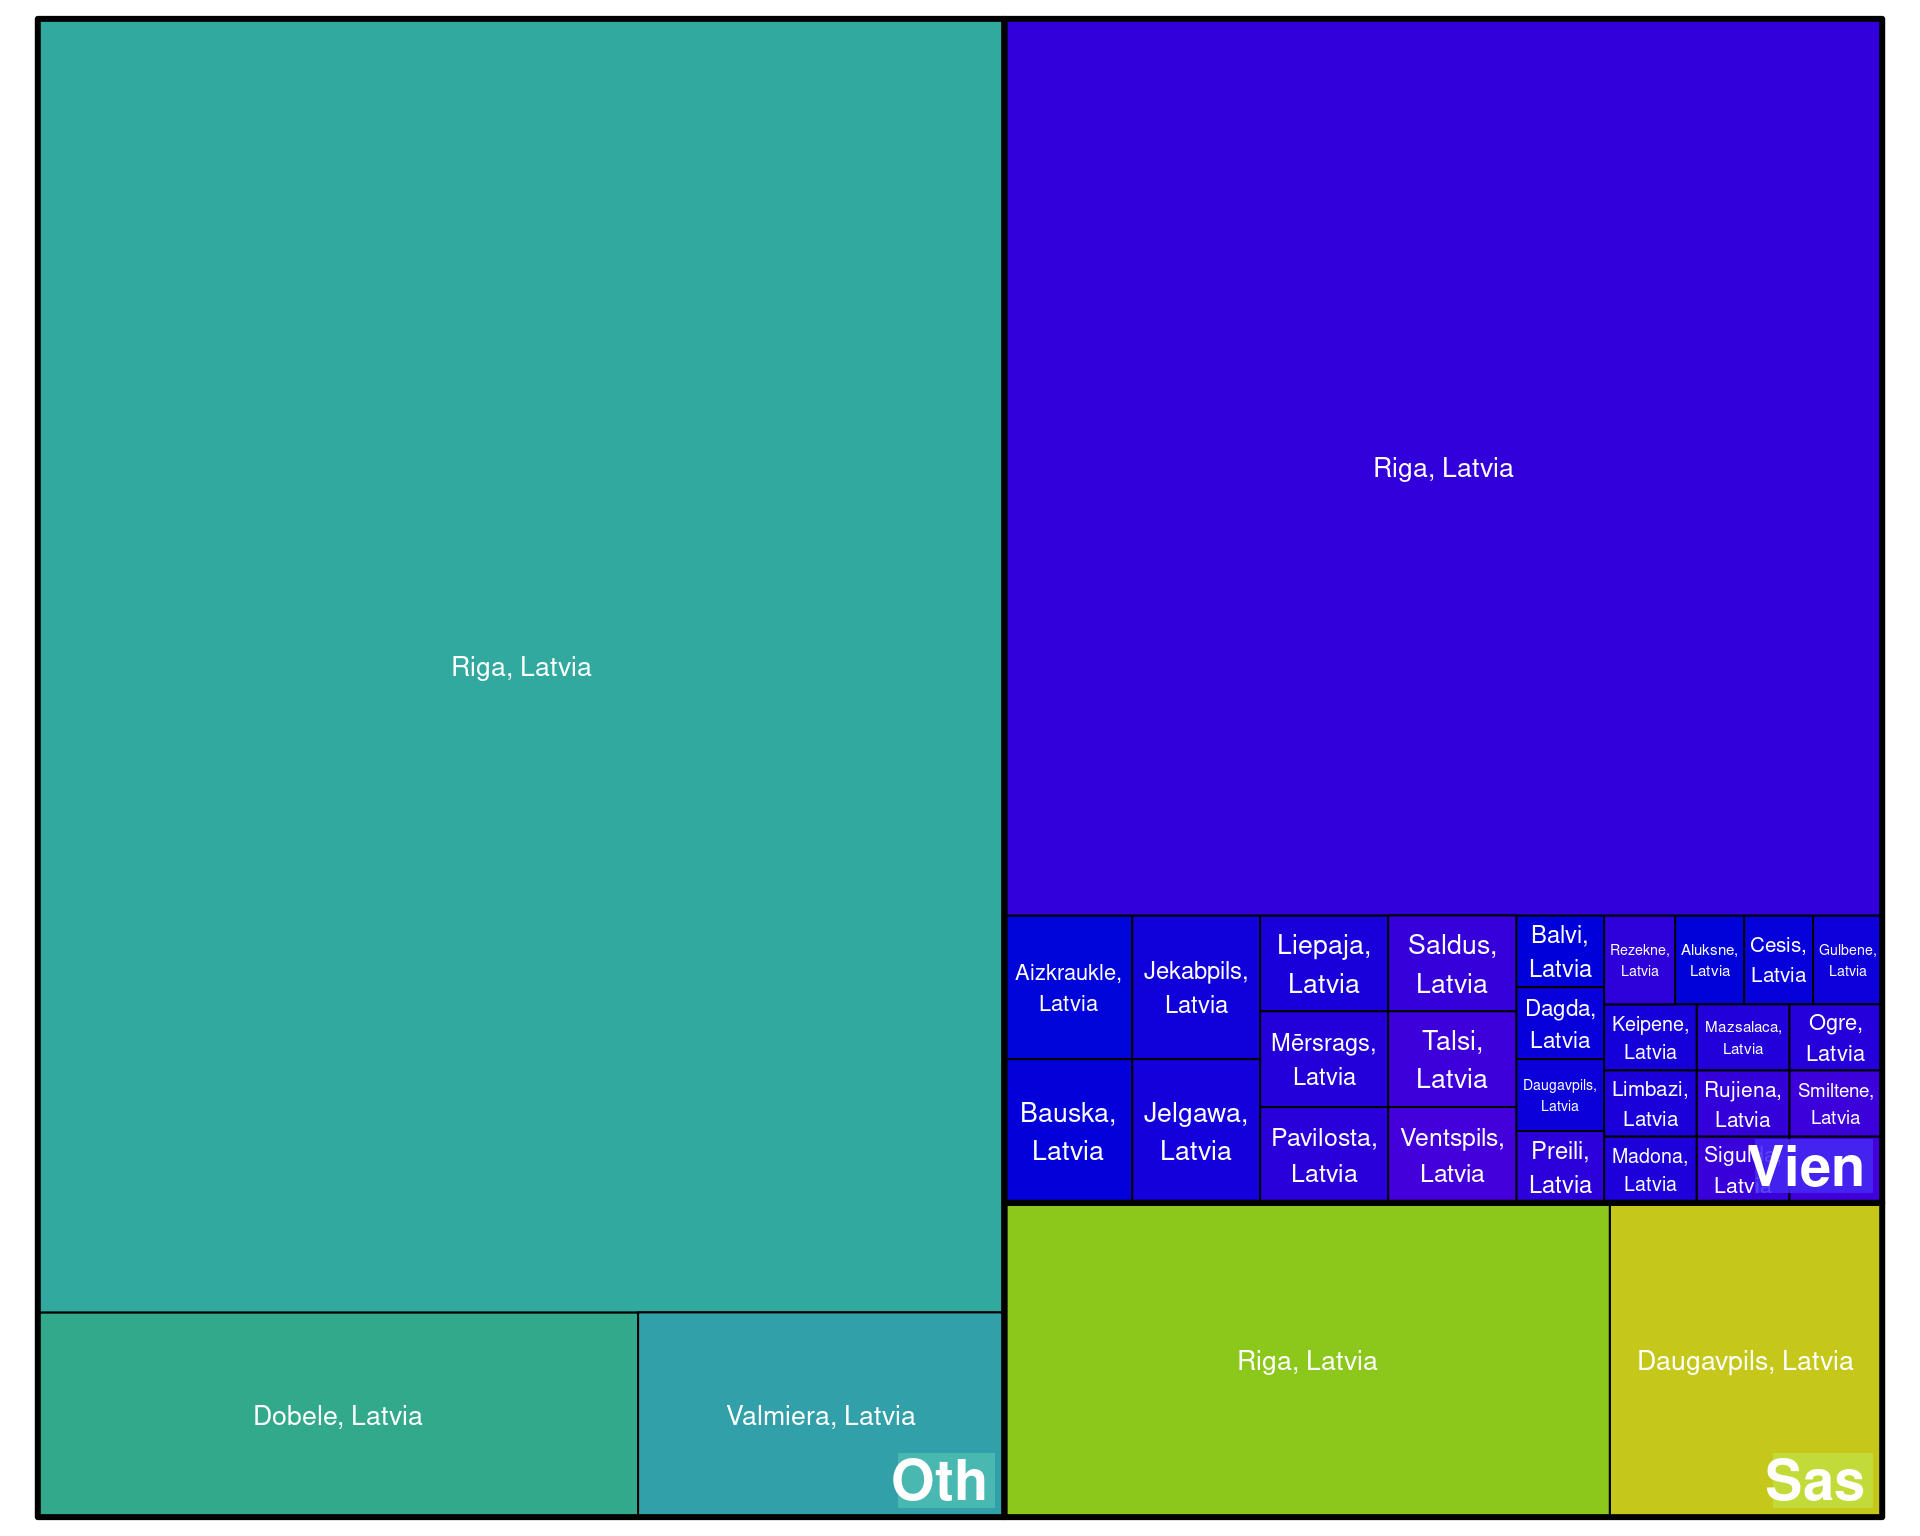 Riga, Latvia
Dobele, Latvia
Valmiera, Latvia
Oth
Riga, Latvia
Aizkraukle,
Latvia
Bauska,
Latvia
Jekabpils,
Latvia
Jelgawa,
Latvia
Liepaja,
Latvia
Mērsrags,
Latvia
Pavilosta,
Latvia
Saldus,
Latvia
Talsi,
Latvia
Ventspils,
Latvia
Balvi,
Latvia
Dagda,
Latvia
Daugavpils,
Latvia
Preili,
Latvia
Rezekne,
Latvia
Aluksne,
Latvia
Cesis,
Latvia
Gulbene,
Latvia
Keipene,
Latvia
Limbazi,
Latvia
Madona,
Latvia
Mazsalaca,
Latvia
Rujiena,
Latvia
Ogre,
Latvia
Smiltene,
Latvia
Vien
Riga, Latvia
Daugavpils, Latvia
Sas